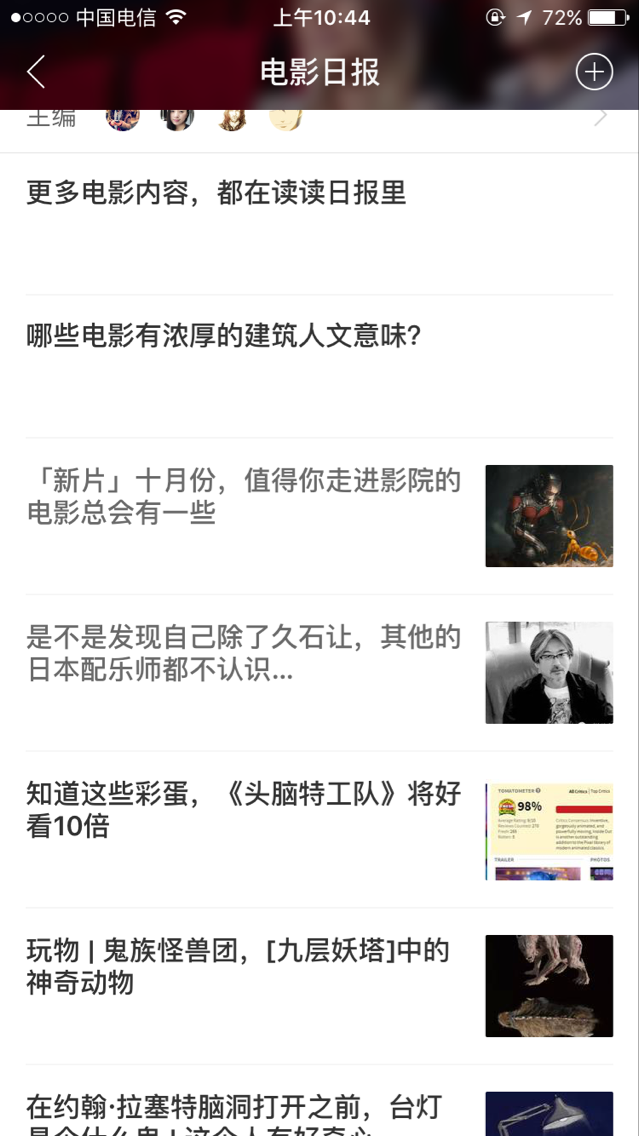 中国电信
上午10:44
72%
电影日报
主编
更多电影内容，都在读读日报里
哪些电影有浓厚的建筑人文意味？
「新片」十月份，值得你走进影院的
电影总会有一些
是不是发现自己除了久石让，其他的
日本配乐师都不认识...
知道这些彩蛋，《头脑特工队》将好
看10倍
TOMATOMETER
All Critics | Top Critics
98%
TRAILER
PHOTOS
玩物 | 鬼族怪兽团，[九层妖塔]中的
神奇动物
在约翰·拉塞特脑洞打开之前，台灯